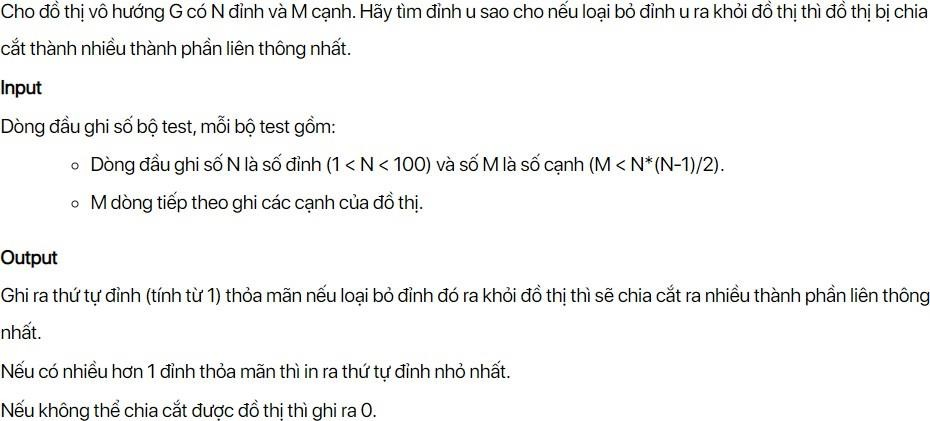 Cho đồ thị vô hướng G có N đỉnh và M cạnh. Hãy tìm đỉnh u sao cho nếu loại bỏ đỉnh u ra khỏi đồ thị thì đồ thị bị chia
cắt thành nhiều thành phần liên thông nhất.
Input
Dòng đầu ghi số bộ test, mỗi bộ test gồm:
◦ Dòng đầu ghi số N là số đỉnh (1 < N < 100) và số M là số cạnh (M < N*(N-1)/2).
◦ M dòng tiếp theo ghi các cạnh của đồ thị.
Output
Ghi ra thứ tự đỉnh (tính từ 1) thỏa mãn nếu loại bỏ đỉnh đó ra khỏi đồ thị thì sẽ chia cắt ra nhiều thành phần liên thông
nhất.
Nếu có nhiều hơn 1 đỉnh thỏa mãn thì in ra thứ tự đỉnh nhỏ nhất.
Nếu không thể chia cắt được đồ thị thì ghi ra 0.